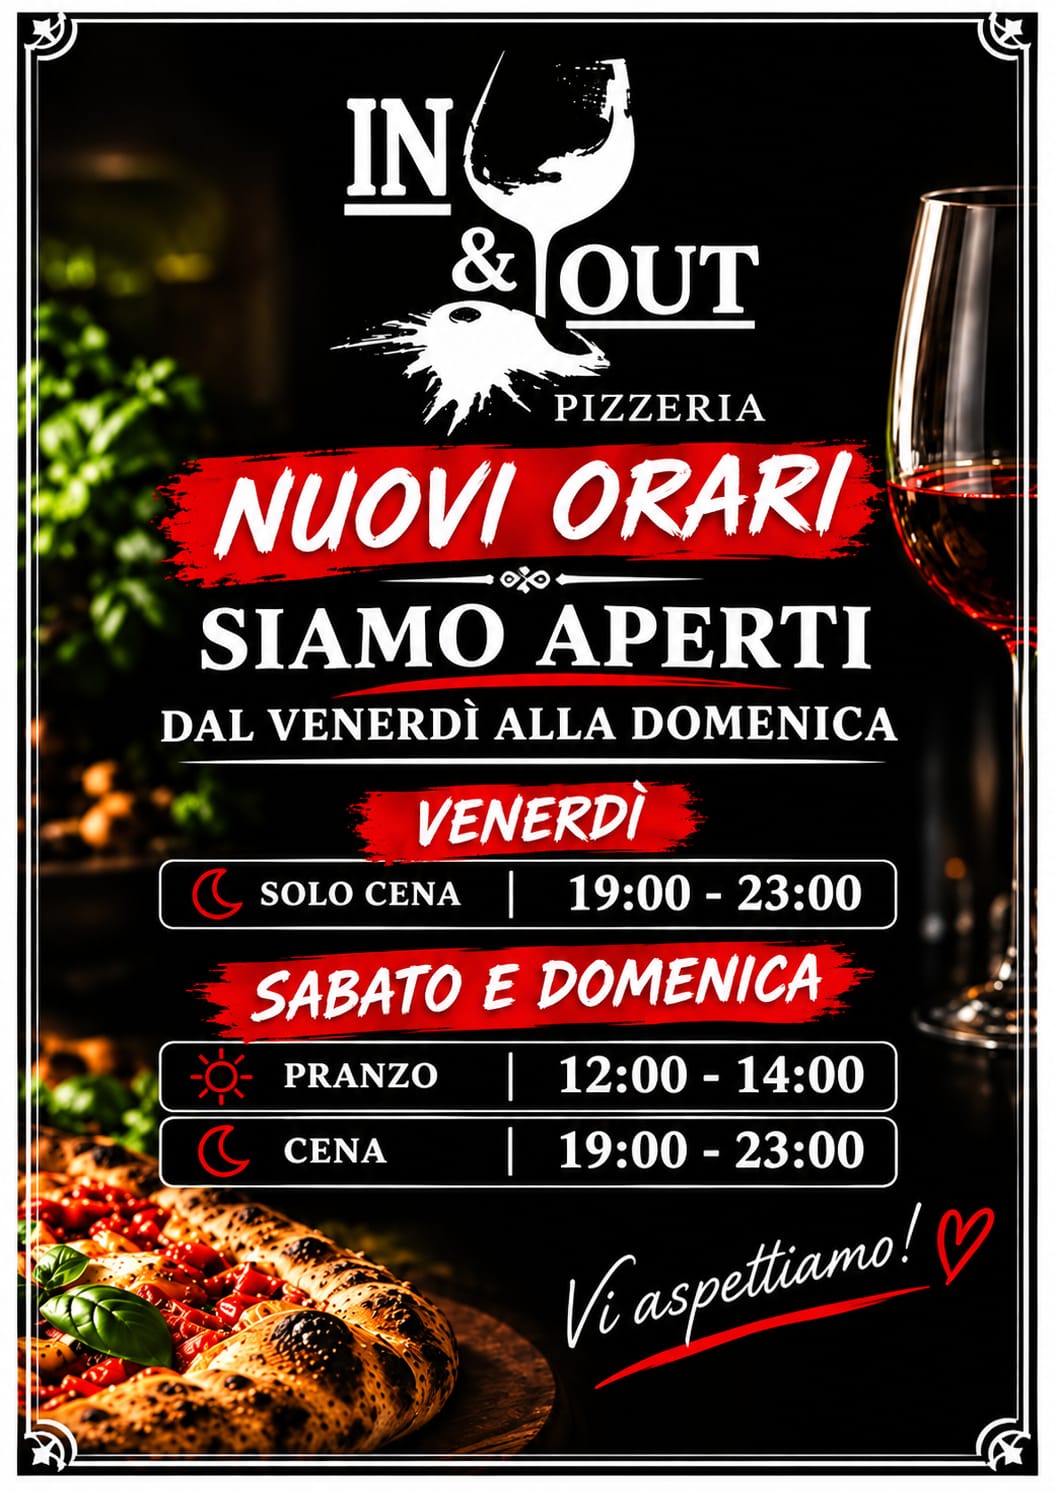 IN
& OUT
PIZZERIA
NUOVI ORARI
SIAMO APERTI
DAL VENERDÌ ALLA DOMENICA
VENERDÌ
SOLO CENA | 19:00 - 23:00
SABATO E DOMENICA
PRANZO | 12:00 - 14:00
CENA | 19:00 - 23:00
Vi aspettiamo!